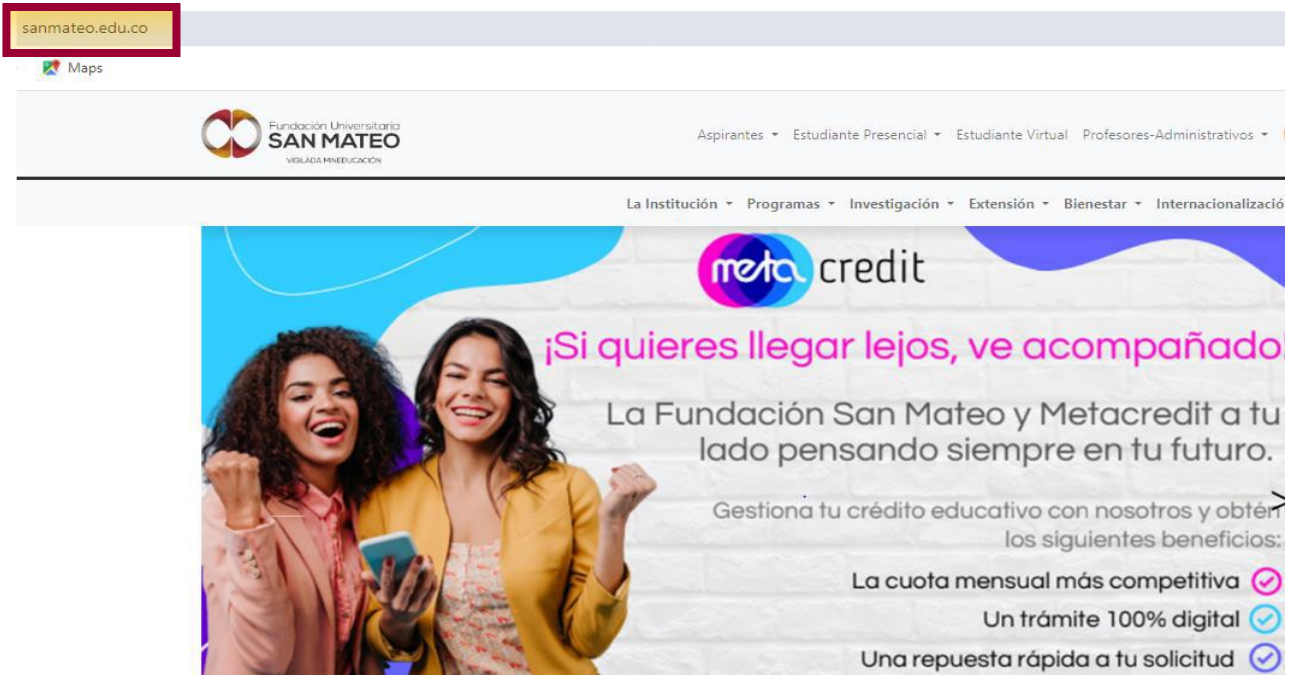 sanmateo.edu.co
Maps
Fundación Universitaria
SAN MATEO
VIGILADA MINEDUCACIÓN
Aspirantes Estudiante Presencial Estudiante Virtual Profesores-Administrativos
La Institución Programas Investigación Extensión Bienestar Internacionalizació
meta credit
¡Si quieres llegar lejos, ve acompañado!
La Fundación San Mateo y Metacredit a tu
lado pensando siempre en tu futuro.
Gestiona tu crédito educativo con nosotros y obtén
los siguientes beneficios:
La cuota mensual más competitiva
Un trámite 100% digital
Una repuesta rápida a tu solicitud